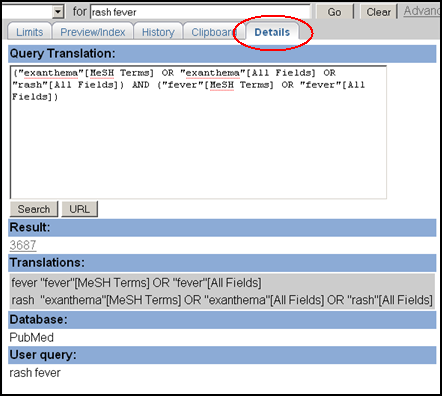 for rash fever Go Clear Advanc
Limits Preview/Index History Clipboard Details
Query Translation:
("exanthema"[MeSH Terms] OR "exanthema"[All Fields] OR
"rash"[All Fields]) AND ("fever"[MeSH Terms] OR "fever"[All
Fields])
Search URL
Result:
3687
Translations:
fever "fever"[MeSH Terms] OR "fever"[All Fields]
rash "exanthema"[MeSH Terms] OR "exanthema"[All Fields] OR "rash"[All Fields]
Database:
PubMed
User query:
rash fever